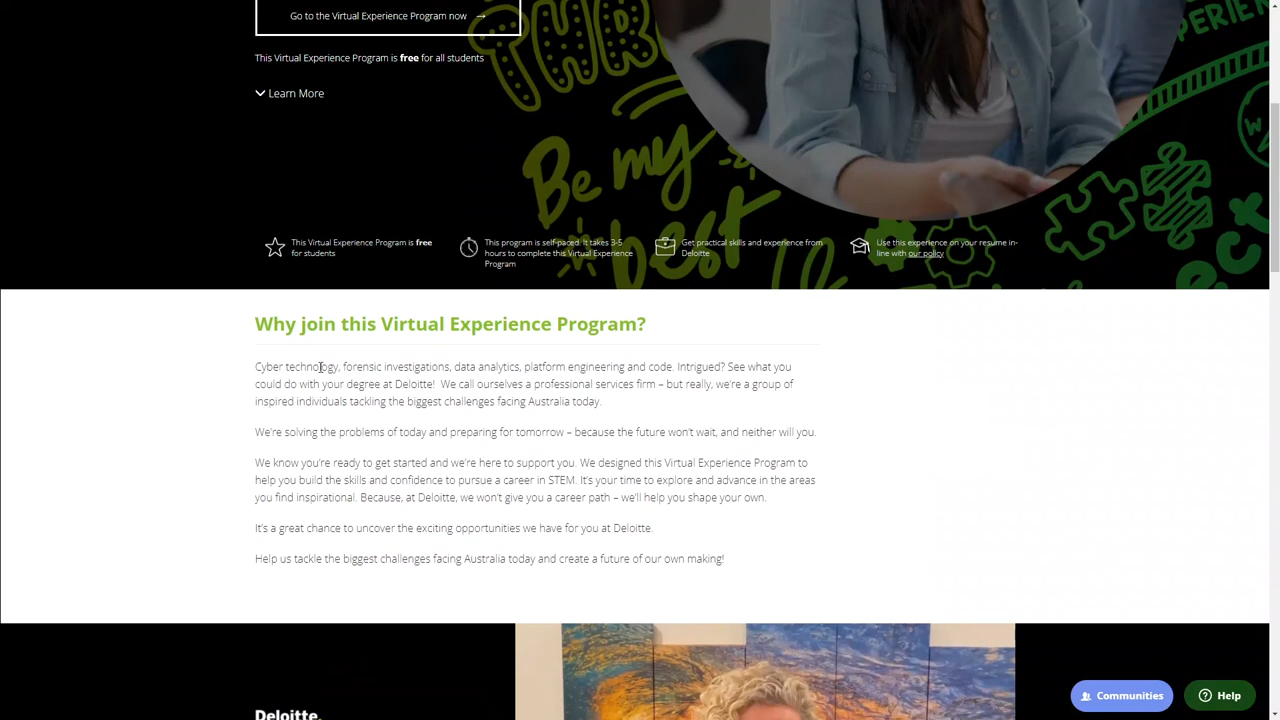 Go to the Virtual Experience Program now →
This Virtual Experience Program is free for all students
Learn More
Be my
best
This Virtual Experience Program is free
for students
This program is self-paced. It takes 3-5
hours to complete this Virtual Experience
Program
Get practical skills and experience from
Deloitte
Use this experience on your resume in-
line with our policy
Why join this Virtual Experience Program?
Cyber technology, forensic investigations, data analytics, platform engineering and code. Intrigued? See what you
could do with your degree at Deloitte!  We call ourselves a professional services firm – but really, we're a group of
inspired individuals tackling the biggest challenges facing Australia today.
We're solving the problems of today and preparing for tomorrow – because the future won't wait, and neither will you.
We know you're ready to get started and we're here to support you. We designed this Virtual Experience Program to
help you build the skills and confidence to pursue a career in STEM. It's your time to explore and advance in the areas
you find inspirational. Because, at Deloitte, we won't give you a career path – we'll help you shape your own.
It's a great chance to uncover the exciting opportunities we have for you at Deloitte.
Help us tackle the biggest challenges facing Australia today and create a future of our own making!
Deloitte.
Communities
Help